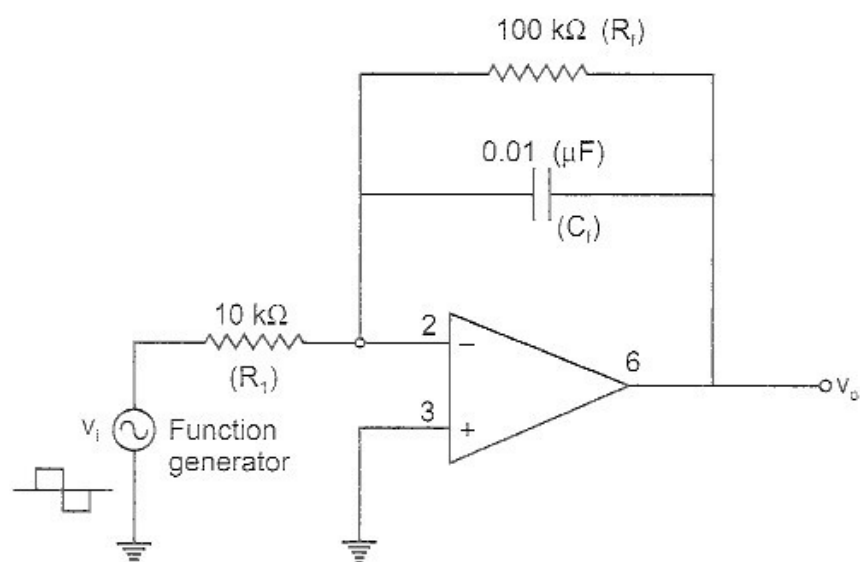 100 kΩ (Rf)
0.01 (μF)
(Cf)
10 kΩ
(R1)
2
6
3
−
+
vo
vi
Function
generator